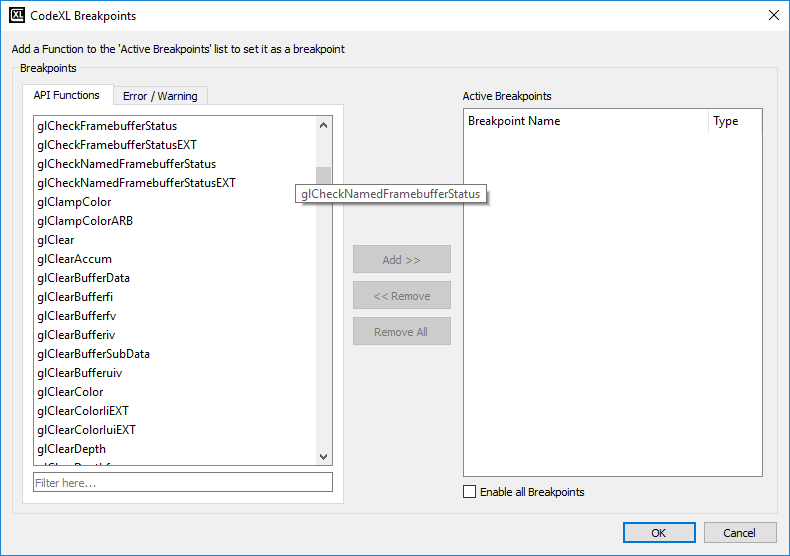 XL CodeXL Breakpoints
Add a Function to the 'Active Breakpoints' list to set it as a breakpoint
Breakpoints
API Functions
Error / Warning
glCheckFramebufferStatus
glCheckFramebufferStatusEXT
glCheckNamedFramebufferStatus
glCheckNamedFramebufferStatusEXT
glClampColor
glClampColorARB
glClear
glClearAccum
glClearBufferData
glClearBufferfi
glClearBufferfv
glClearBufferiv
glClearBufferSubData
glClearBufferuiv
glClearColor
glClearColorIiEXT
glClearColorIuiEXT
glClearDepth
Filter here...
glCheckNamedFramebufferStatus
Add >>
<< Remove
Remove All
Active Breakpoints
Breakpoint Name
Type
Enable all Breakpoints
OK
Cancel